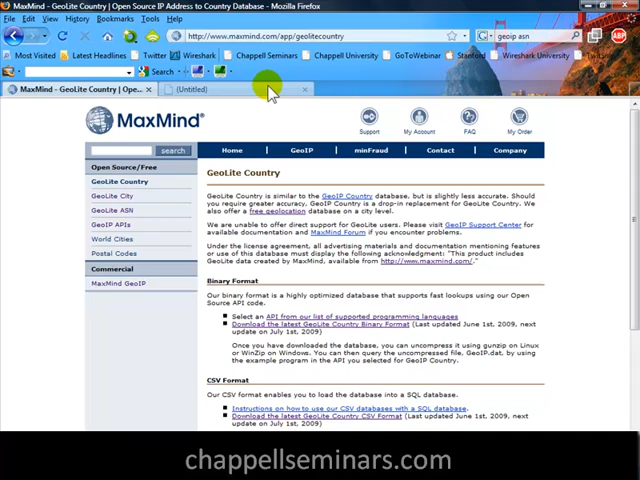 MaxMind - GeoLite Country | Open Source IP Address to Country Database - Mozilla Firefox
File Edit View History Bookmarks Tools Help
http://www.maxmind.com/app/geolitecountry
geoip asn
ABP
Most Visited Latest Headlines Twitter Wireshark Chappell Seminars Chappell University GoToWebinar Stanford Wireshark University
Search
MaxMind - GeoLite Country | Ope... (Untitled)
MaxMind
Support My Account FAQ My Order
search Home GeoIP minFraud Contact Company
Open Source/Free
GeoLite Country
GeoLite City
GeoLite ASN
GeoIP APIs
World Cities
Postal Codes
Commercial
MaxMind GeoIP
GeoLite Country
GeoLite Country is similar to the GeoIP Country database, but is slightly less accurate. Should
you require greater accuracy, GeoIP Country is a drop-in replacement for GeoLite Country. We
also offer a free geolocation database on a city level.
We are unable to offer direct support for GeoLite users. Please visit GeoIP Support Center for
available documentation and MaxMind Forum if you encounter problems.
Under the license agreement, all advertising materials and documentation mentioning features
or use of this database must display the following acknowledgment: "This product includes
GeoLite data created by MaxMind, available from http://www.maxmind.com/."
Binary Format
Our binary format is a highly optimized database that supports fast lookups using our Open
Source API code.
Select an API from our list of supported programming languages
Download the latest GeoLite Country Binary Format (Last updated June 1st, 2009, next
update on July 1st, 2009)
Once you have downloaded the database, you can uncompress it using gunzip on Linux
or WinZip on Windows. You can then query the uncompressed file, GeoIP.dat, by using
the example program in the API you selected for GeoLite Country.
CSV Format
Our CSV format enables you to load the database into a SQL database.
Instructions on how to use our CSV databases with a SQL database.
Download the latest GeoLite Country CSV Format (Last updated June 1st, 2009, next
update on July 1st, 2009)
chappellseminars.com